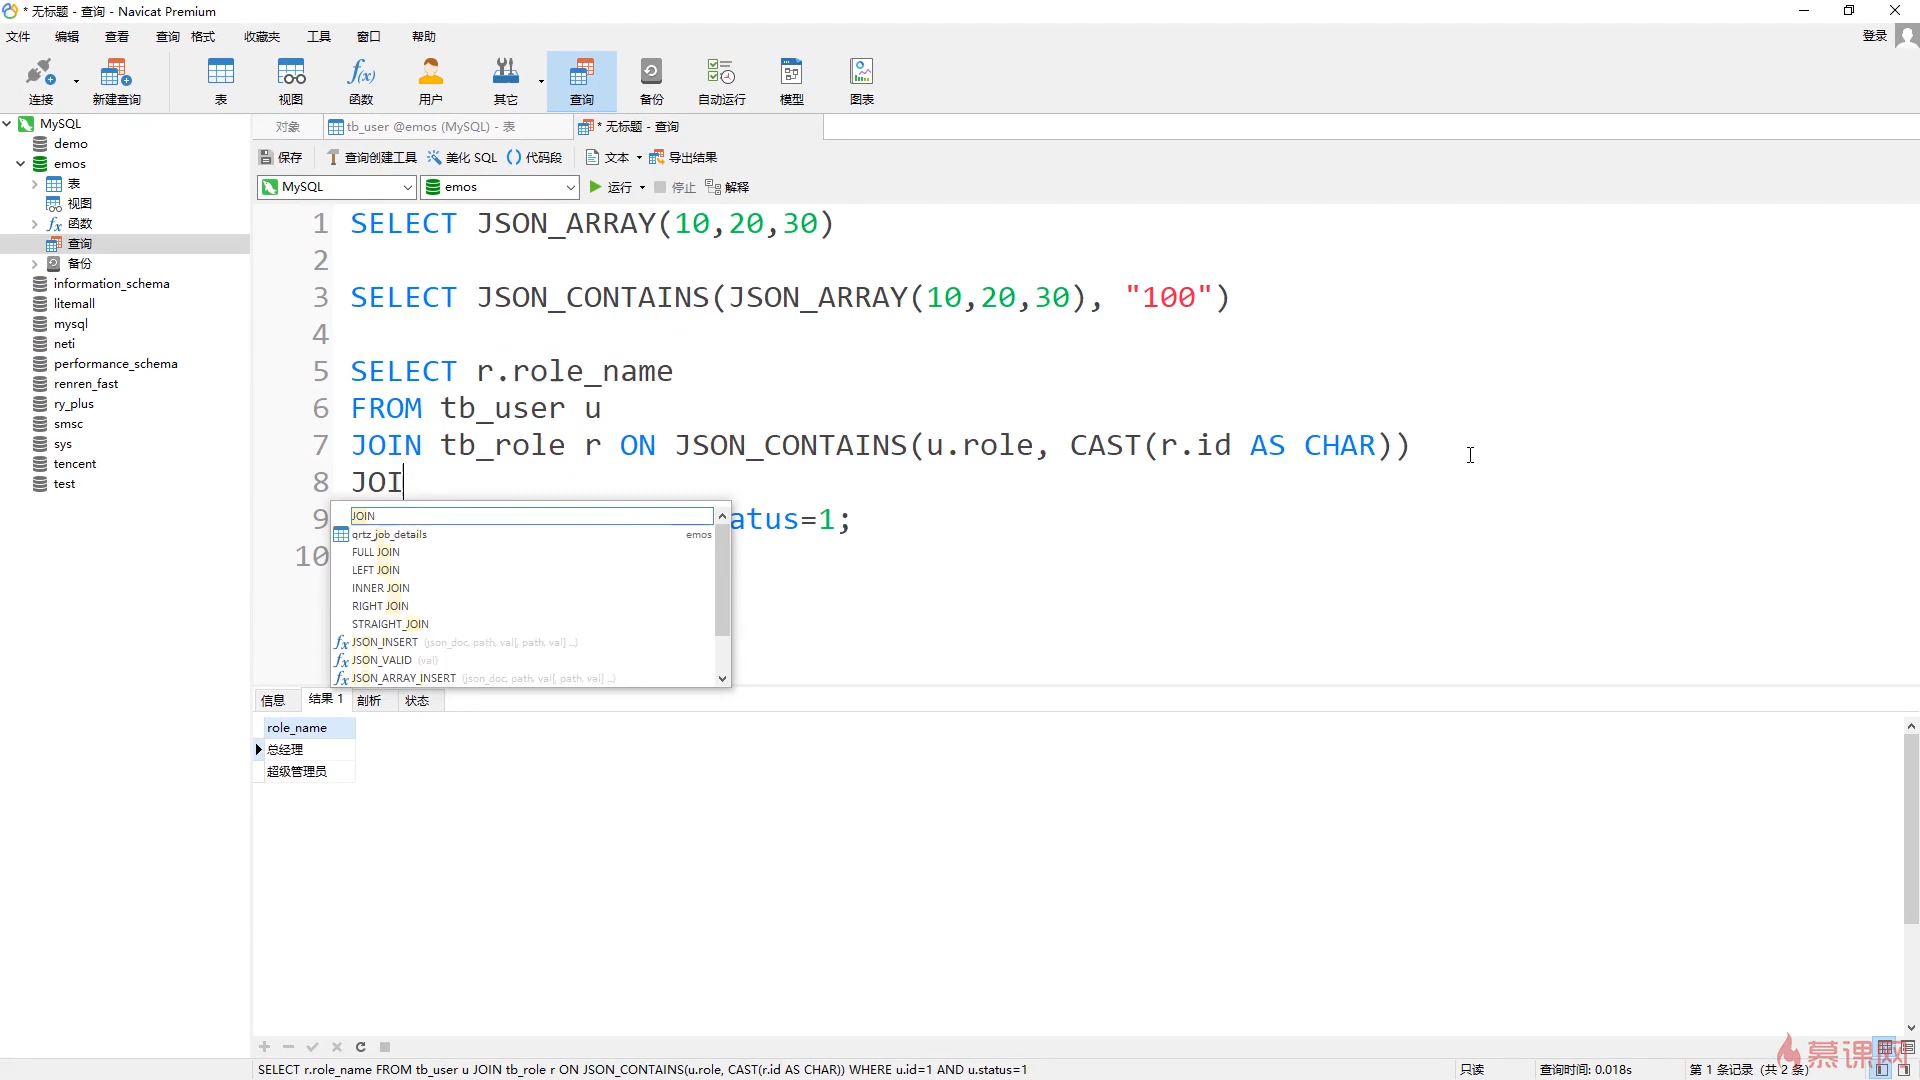 * 无标题 - 查询 - Navicat Premium
文件 编辑 查看 查询 格式 收藏夹 工具 窗口 帮助 登录
连接 新建查询 表 视图 函数 用户 其它 查询 备份 自动运行 模型 图表
对象 tb_user @emos (MySQL) - 表 * 无标题 - 查询
保存 查询创建工具 美化 SQL 代码段 文本 导出结果
MySQL emos 运行 停止 解释
MySQL
demo
emos
表
视图
函数
查询
备份
information_schema
litemall
mysql
neti
performance_schema
renren_fast
ry_plus
smsc
sys
tencent
test
1 SELECT JSON_ARRAY(10,20,30)
2
3 SELECT JSON_CONTAINS(JSON_ARRAY(10,20,30), "100")
4
5 SELECT r.role_name
6 FROM tb_user u
7 JOIN tb_role r ON JSON_CONTAINS(u.role, CAST(r.id AS CHAR))
8 JOI
9 atus=1;
10
JOIN
qrtz_job_details emos
FULL JOIN
LEFT JOIN
INNER JOIN
RIGHT JOIN
STRAIGHT_JOIN
JSON_INSERT (json_doc, path, val[, path, val] ...)
JSON_VALID (val)
JSON_ARRAY_INSERT (json_doc, path, val[, path, val] ...)
信息 结果 1 剖析 状态
role_name
总经理
超级管理员
慕课网
SELECT r.role_name FROM tb_user u JOIN tb_role r ON JSON_CONTAINS(u.role, CAST(r.id AS CHAR)) WHERE u.id=1 AND u.status=1 只读 查询时间: 0.018s 第 1 条记录 (共 2 条)